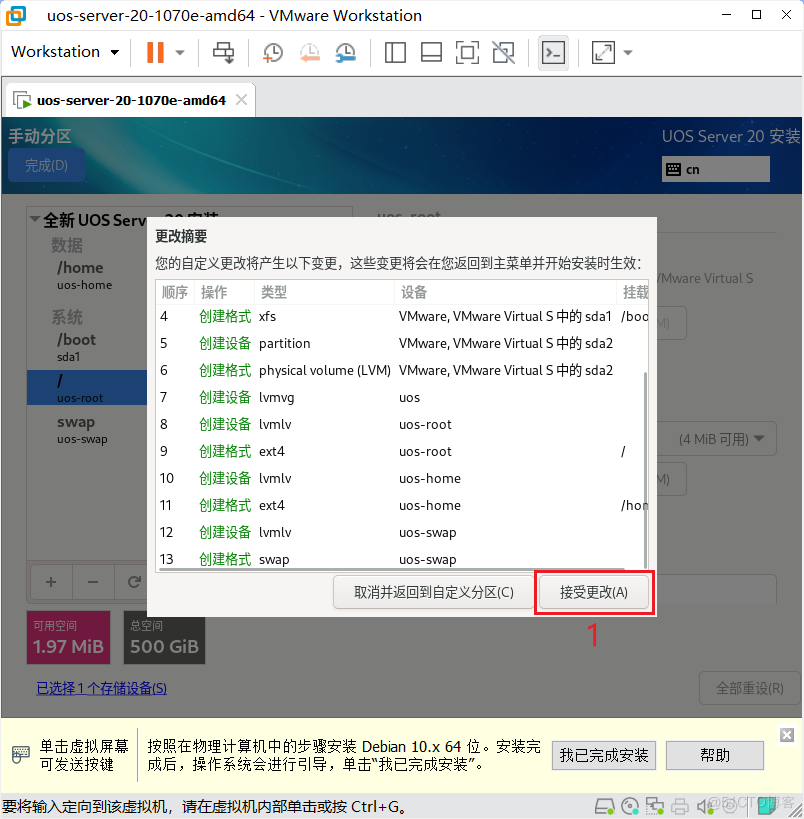 uos-server-20-1070e-amd64 - VMware Workstation
Workstation
uos-server-20-1070e-amd64
手动分区
UOS Server 20 安装
完成(D)
cn
全新 UOS Serv 20 安装
uos-root
数据
/home
uos-home
系统
/boot
sda1
/
uos-root
swap
uos-swap
VMware Virtual S
M)
(4 MiB 可用)
M)
更改摘要
您的自定义更改将产生以下变更，这些变更将会在您返回到主菜单并开始安装时生效：
顺序 操作 类型 设备 挂载
4 创建格式 xfs VMware, VMware Virtual S 中的 sda1 /boo
5 创建设备 partition VMware, VMware Virtual S 中的 sda2
6 创建格式 physical volume (LVM) VMware, VMware Virtual S 中的 sda2
7 创建设备 lvmvg uos
8 创建设备 lvmlv uos-root
9 创建格式 ext4 uos-root /
10 创建设备 lvmlv uos-home
11 创建格式 ext4 uos-home /hom
12 创建设备 lvmlv uos-swap
13 创建格式 swap uos-swap
取消并返回到自定义分区(C) 接受更改(A)
1
可用空间
1.97 MiB
总空间
500 GiB
已选择 1 个存储设备(S)
全部重设(R)
单击虚拟屏幕
可发送按键
按照在物理计算机中的步骤安装 Debian 10.x 64 位。安装完
成后，操作系统会进行引导，单击“我已完成安装”。
我已完成安装 帮助
要将输入定向到该虚拟机，请在虚拟机内部单击或按 Ctrl+G。
@51CTO博客